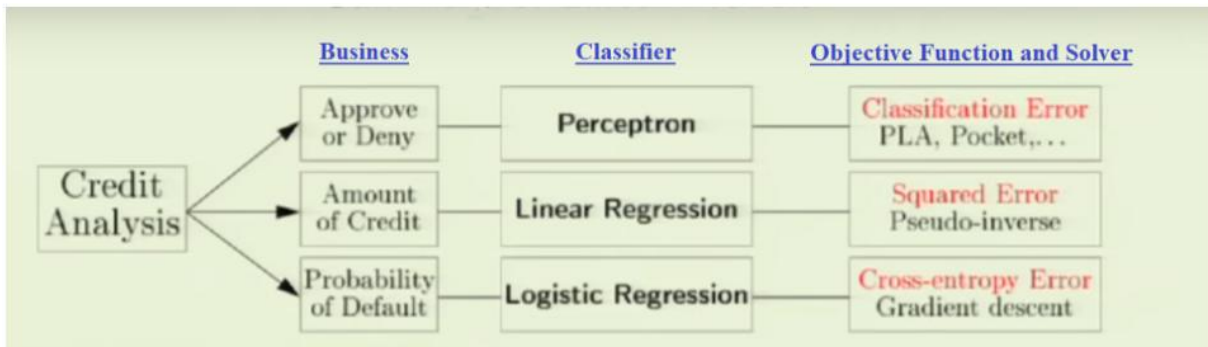 Business
Classifier
Objective Function and Solver
Credit
Analysis
Approve
or Deny
Perceptron
Classification Error
PLA, Pocket,...
Amount
of Credit
Linear Regression
Squared Error
Pseudo-inverse
Probability
of Default
Logistic Regression
Cross-entropy Error
Gradient descent